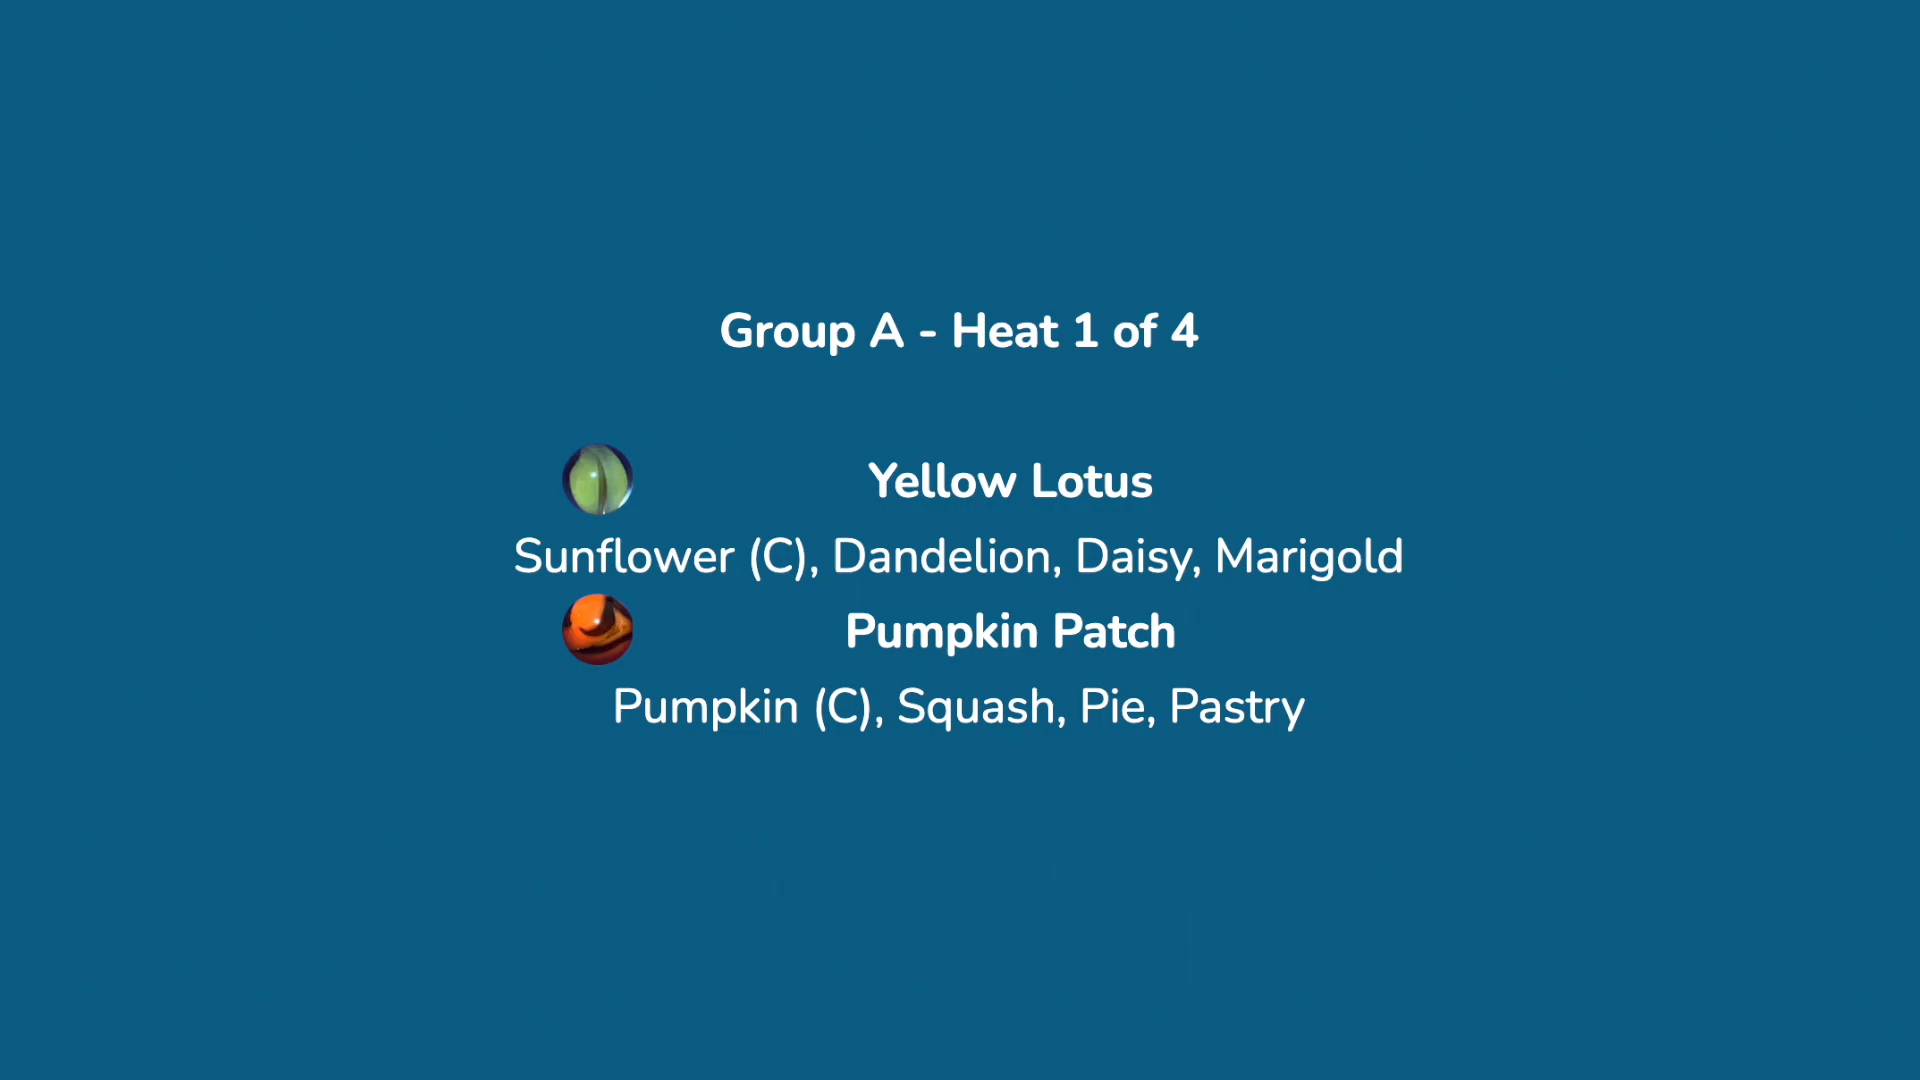 Group A - Heat 1 of 4
Yellow Lotus
Sunflower (C), Dandelion, Daisy, Marigold
Pumpkin Patch
Pumpkin (C), Squash, Pie, Pastry